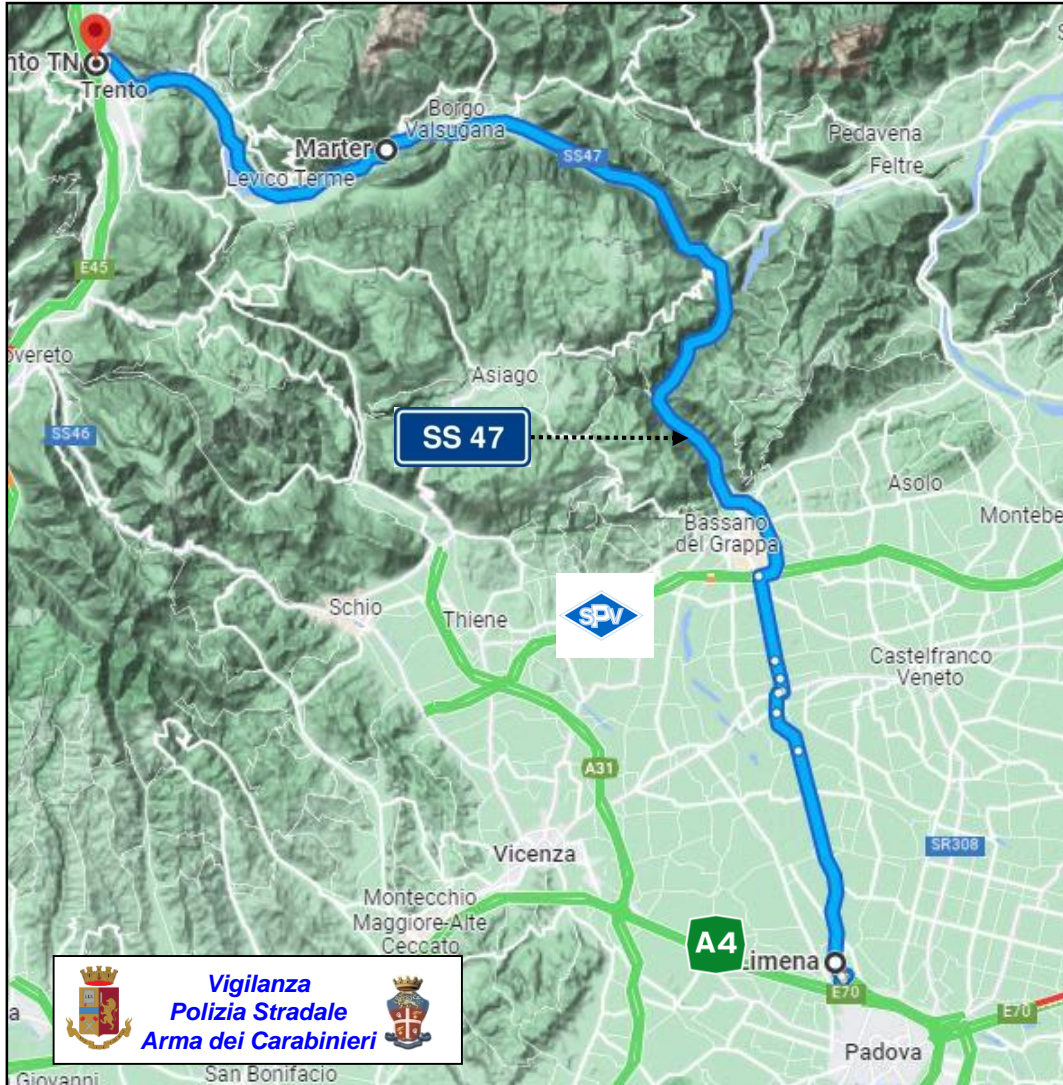 nto TN
Trento
Borgo
Valsugana
Marter
Levico Terme
Pedavena
Feltre
SS47
E45
overeto
Asiago
SS46
SS 47
Asolo
Bassano
del Grappa
Montebe
Schio
Thiene
SPV
Castelfranco
Veneto
A31
Vicenza
SR308
Montecchio
Maggiore-Alte
Ceccato
A4
Limena
E70
E70
Padova
Vigilanza
Polizia Stradale
Arma dei Carabinieri
a
Giovanni
San Bonifacio